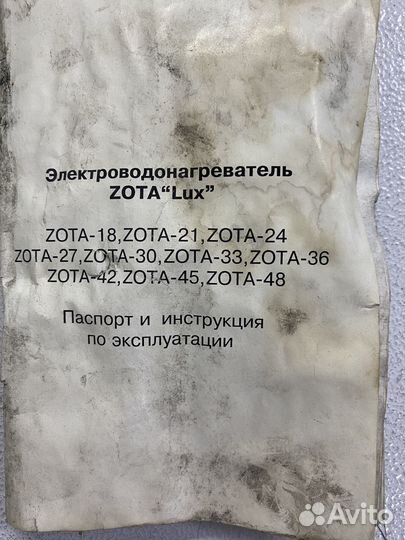 Электроводонагреватель
ZOTA“Lux”
ZOTA-18,ZOTA-21,ZOTA-24
ZOTA-27,ZOTA-30,ZOTA-33,ZOTA-36
ZOTA-42,ZOTA-45,ZOTA-48
Паспорт и инструкция
по эксплуатации
Avito